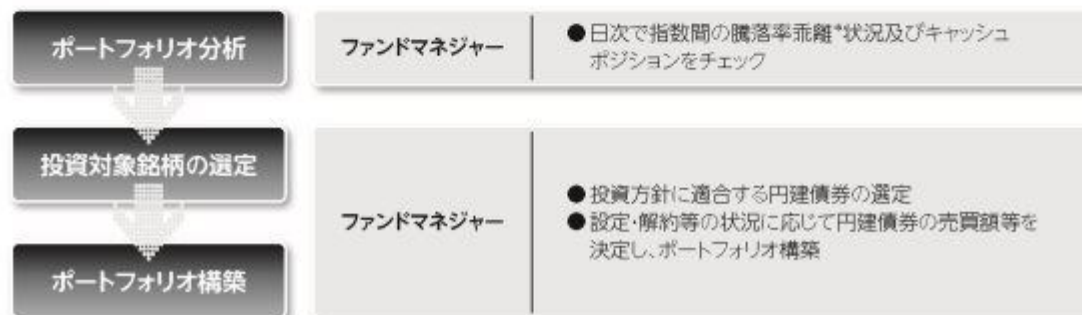 ポートフォリオ分析
ファンドマネジャー
●日次で指数間の騰落率乖離*状況及びキャッシュ
ポジションをチェック
投資対象銘柄の選定
ポートフォリオ構築
ファンドマネジャー
●投資方針に適合する円建債券の選定
●設定・解約等の状況に応じて円建債券の売買額等を
決定し、ポートフォリオ構築